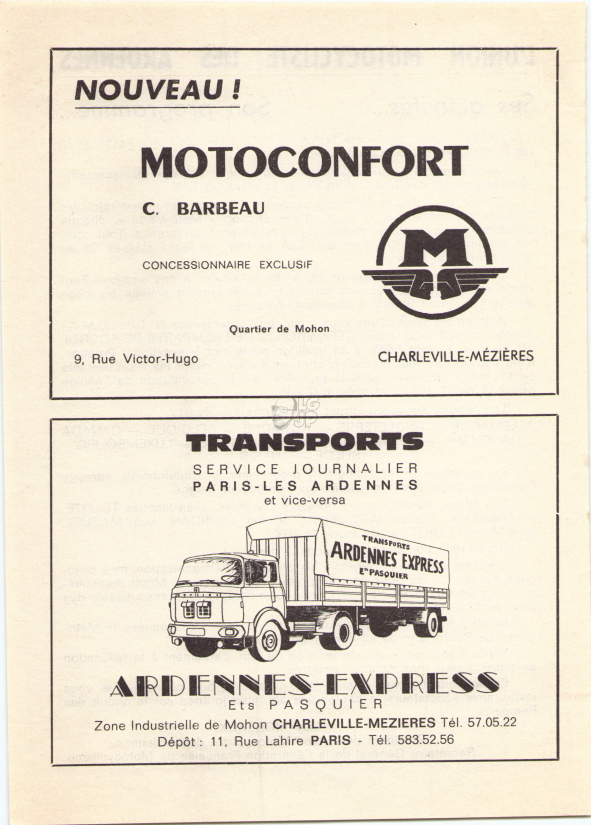 NOUVEAU !
MOTOCONFORT
C. BARBEAU
M
CONCESSIONNAIRE EXCLUSIF
Quartier de Mohon
9, Rue Victor-Hugo
CHARLEVILLE-MÉZIÈRES
LG
JP
TRANSPORTS
SERVICE JOURNALIER
PARIS-LES ARDENNES
et vice-versa
TRANSPORTS
ARDENNES EXPRESS
Ets PASQUIER
ARDENNES-EXPRESS
Ets PASQUIER
Zone Industrielle de Mohon CHARLEVILLE-MEZIERES Tél. 57.05.22
Dépôt : 11, Rue Lahire PARIS - Tél. 583.52.56